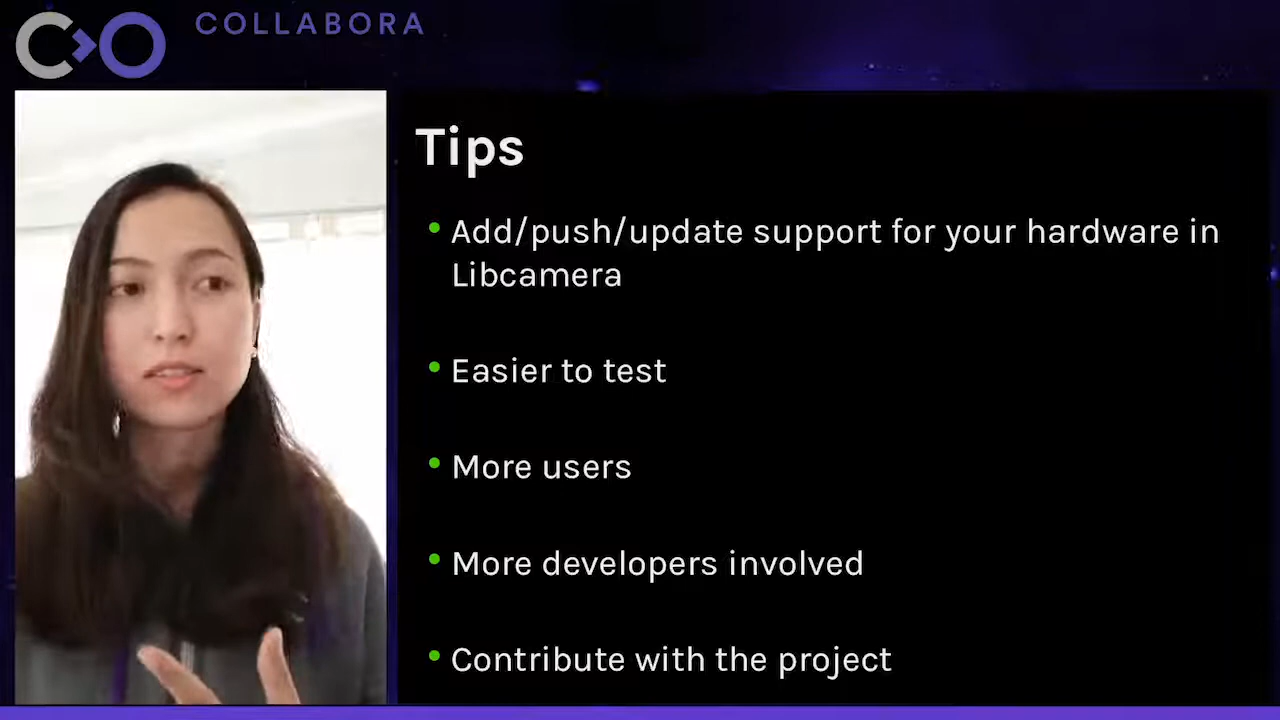 COLLABORA
Tips
• Add/push/update support for your hardware in
Libcamera
• Easier to test
• More users
• More developers involved
• Contribute with the project